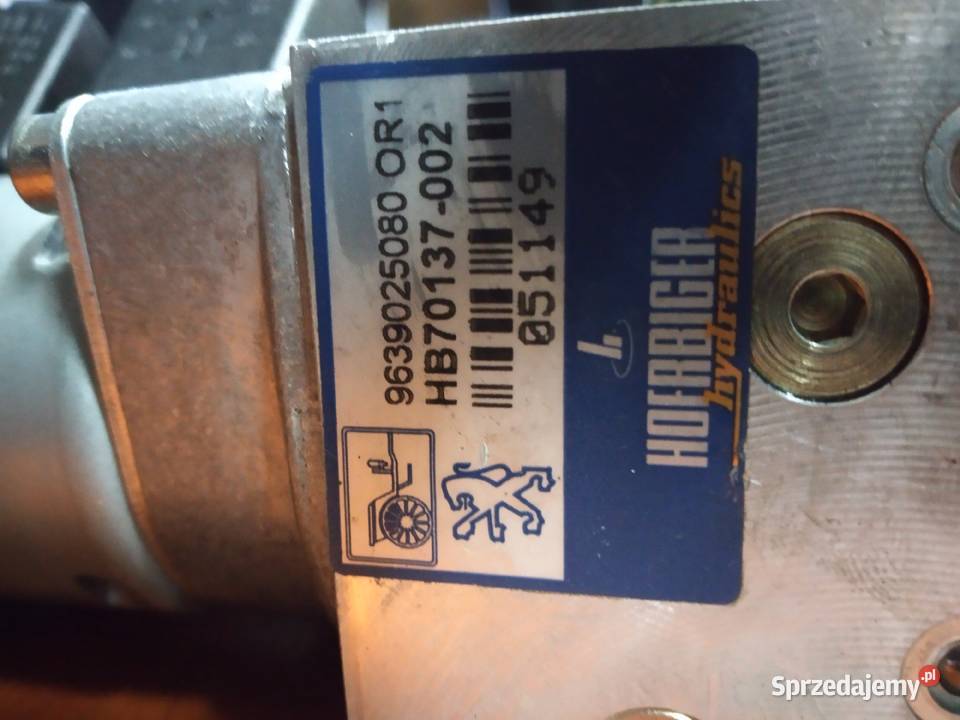 9639025080 OR1
HB70137-002
051149
HOERBIGER
hydraulics
Sprzedajemy.pl